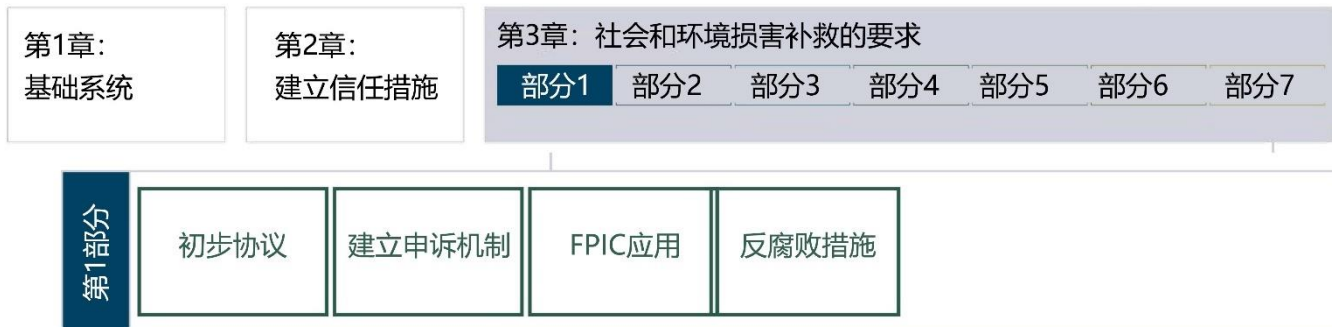 第1章：
基础系统
第2章：
建立信任措施
第3章：社会和环境损害补救的要求
部分1 部分2 部分3 部分4 部分5 部分6 部分7
第1部分
初步协议 建立申诉机制 FPIC应用 反腐败措施